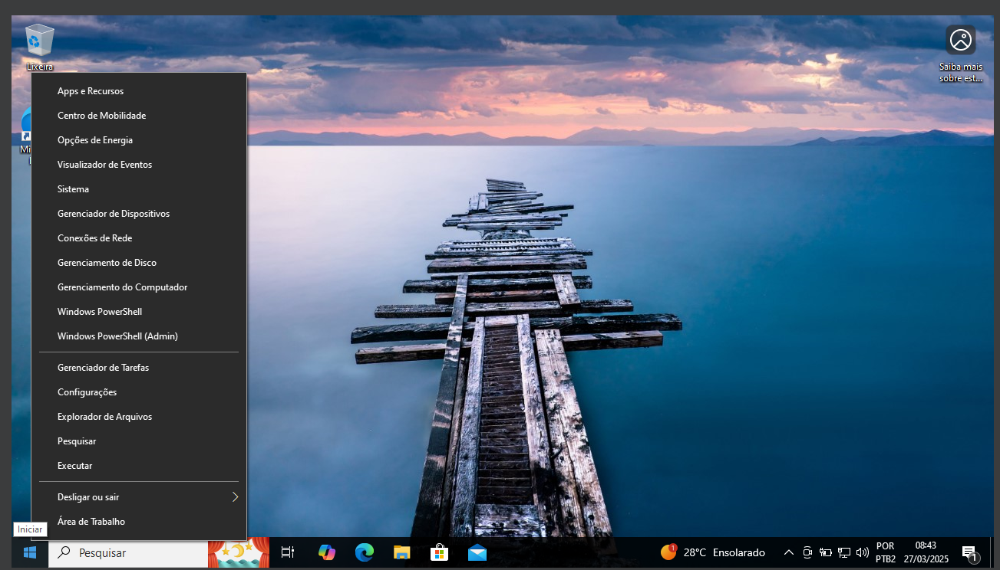 Lixeira
Saiba mais
sobre est...
Mi
Apps e Recursos
Centro de Mobilidade
Opções de Energia
Visualizador de Eventos
Sistema
Gerenciador de Dispositivos
Conexões de Rede
Gerenciamento de Disco
Gerenciamento do Computador
Windows PowerShell
Windows PowerShell (Admin)
Gerenciador de Tarefas
Configurações
Explorador de Arquivos
Pesquisar
Executar
Desligar ou sair
Área de Trabalho
Iniciar
Pesquisar
1
28°C Ensolarado
POR
PTB2
08:43
27/03/2025
1